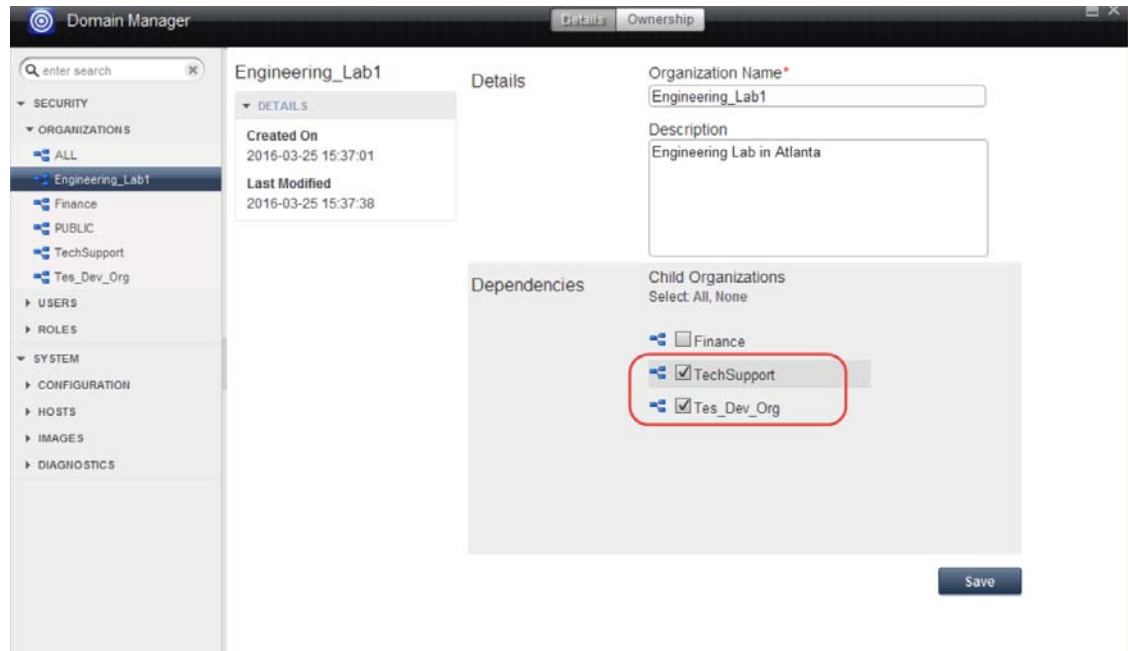 Domain Manager
Details
Ownership
enter search
SECURITY
ORGANIZATIONS
ALL
Engineering_Lab1
Finance
PUBLIC
TechSupport
Tes_Dev_Org
USERS
ROLES
SYSTEM
CONFIGURATION
HOSTS
IMAGES
DIAGNOSTICS
Engineering_Lab1
DETAILS
Created On
2016-03-25 15:37:01
Last Modified
2016-03-25 15:37:38
Details
Organization Name*
Engineering_Lab1
Description
Engineering Lab in Atlanta
Dependencies
Child Organizations
Select: All, None
Finance
TechSupport
Tes_Dev_Org
Save